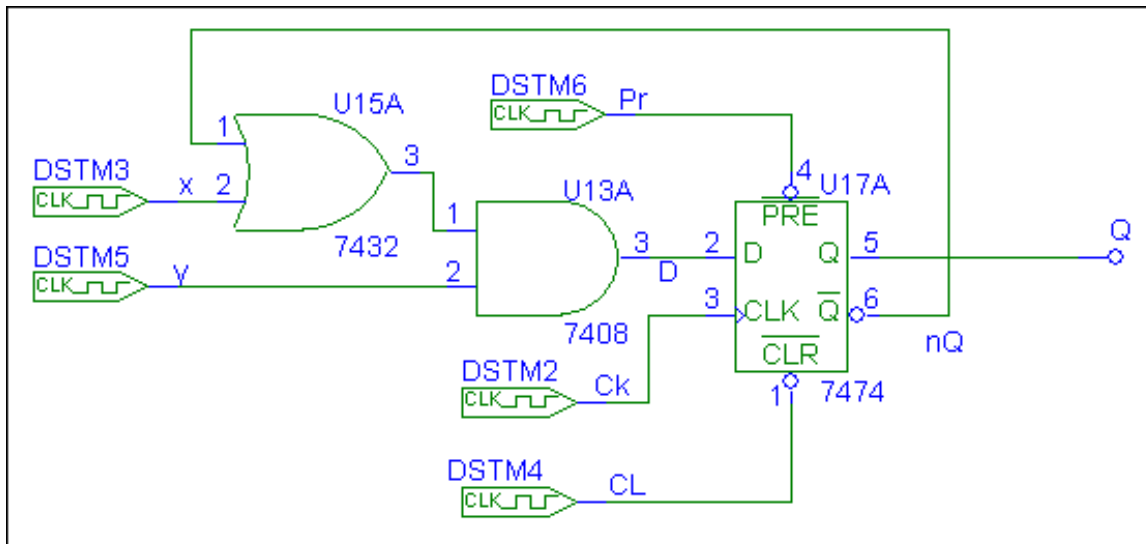 DSTM6
CLK
Pr
U15A
1
2
3
7432
DSTM3
CLK
x
DSTM5
CLK
y
U13A
1
2
3
7408
D
4
U17A
PRE
2
D
Q
5
Q
3
CLK
Q
6
nQ
CLR
1
7474
DSTM2
CLK
Ck
DSTM4
CLK
CL